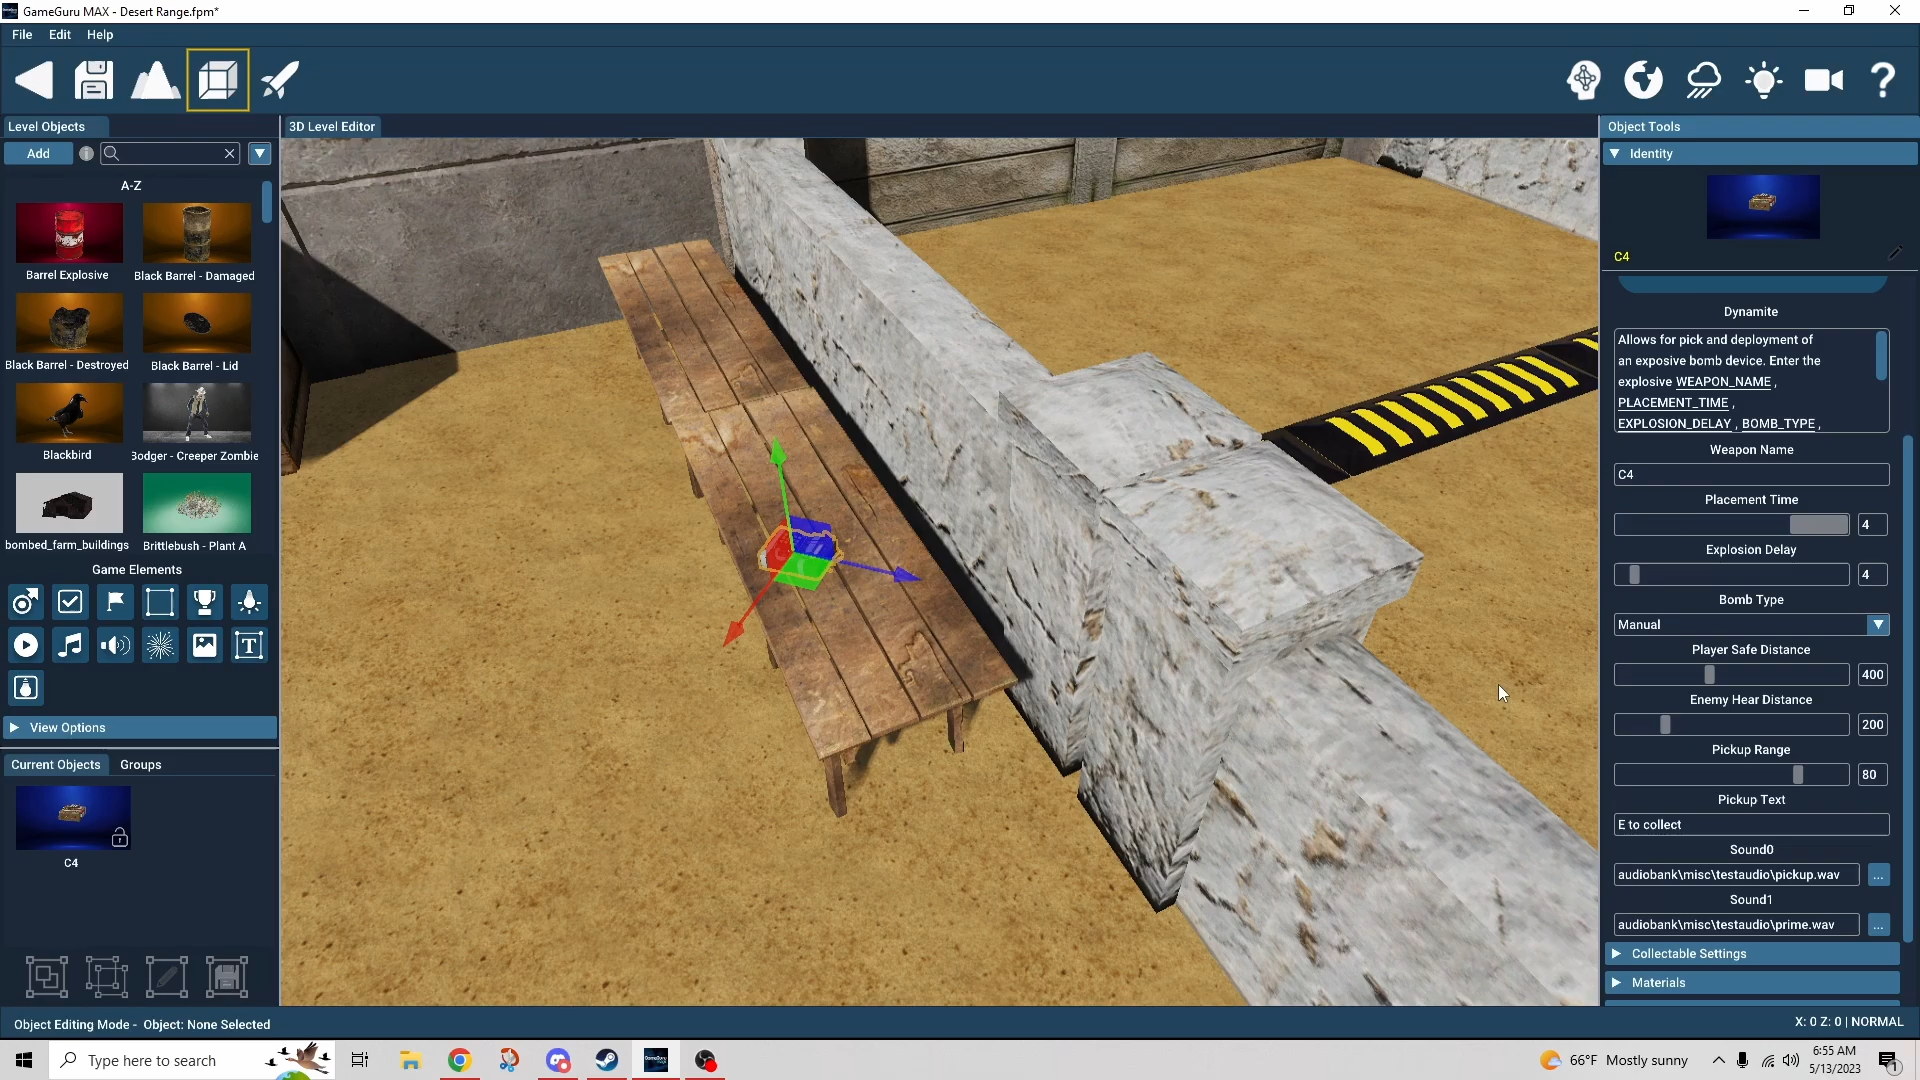 GameGuru MAX - Desert Range.fpm*
File Edit Help
Level Objects
Add
A-Z
Barrel Explosive
Black Barrel - Damaged
Black Barrel - Destroyed
Black Barrel - Lid
Blackbird
Bodger - Creeper Zombie
bombed_farm_buildings
Brittlebush - Plant A
Game Elements
View Options
Current Objects Groups
C4
3D Level Editor
Object Tools
Identity
C4
Dynamite
Allows for pick and deployment of
an exposive bomb device. Enter the
explosive WEAPON_NAME ,
PLACEMENT_TIME ,
EXPLOSION_DELAY , BOMB_TYPE ,
Weapon Name
C4
Placement Time
4
Explosion Delay
4
Bomb Type
Manual
Player Safe Distance
400
Enemy Hear Distance
200
Pickup Range
80
Pickup Text
E to collect
Sound0
audiobank\misc\testaudio\pickup.wav ...
Sound1
audiobank\misc\testaudio\prime.wav ...
Collectable Settings
Materials
Object Editing Mode - Object: None Selected
X: 0 Z: 0 | NORMAL
Type here to search
66°F Mostly sunny
6:55 AM
5/13/2023
1